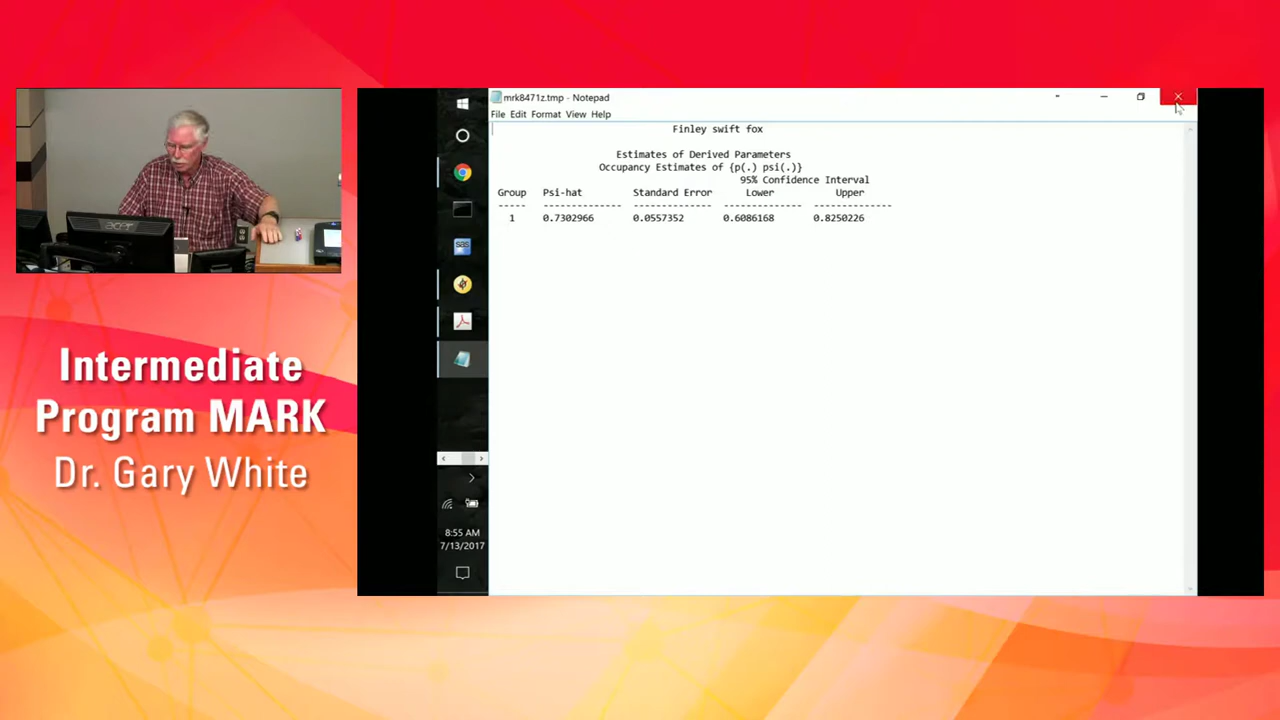 mrk8471z.tmp - Notepad
File Edit Format View Help
Finley swift fox
Estimates of Derived Parameters
Occupancy Estimates of {p(.) psi(.)}
95% Confidence Interval
Group Psi-hat Standard Error Lower Upper
----- -------------- -------------- -------------- --------------
1 0.7302966 0.0557352 0.6086168 0.8250226
acer
sas
8:55 AM
7/13/2017
Intermediate
Program MARK
Dr. Gary White